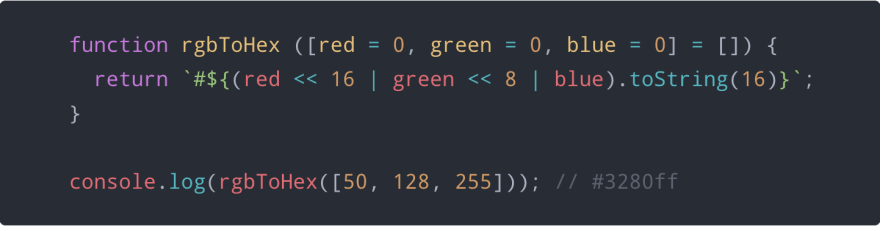 function rgbToHex ([red = 0, green = 0, blue = 0] = []) {
  return `#${(red << 16 | green << 8 | blue).toString(16)}`;
}

console.log(rgbToHex([50, 128, 255])); // #3280ff